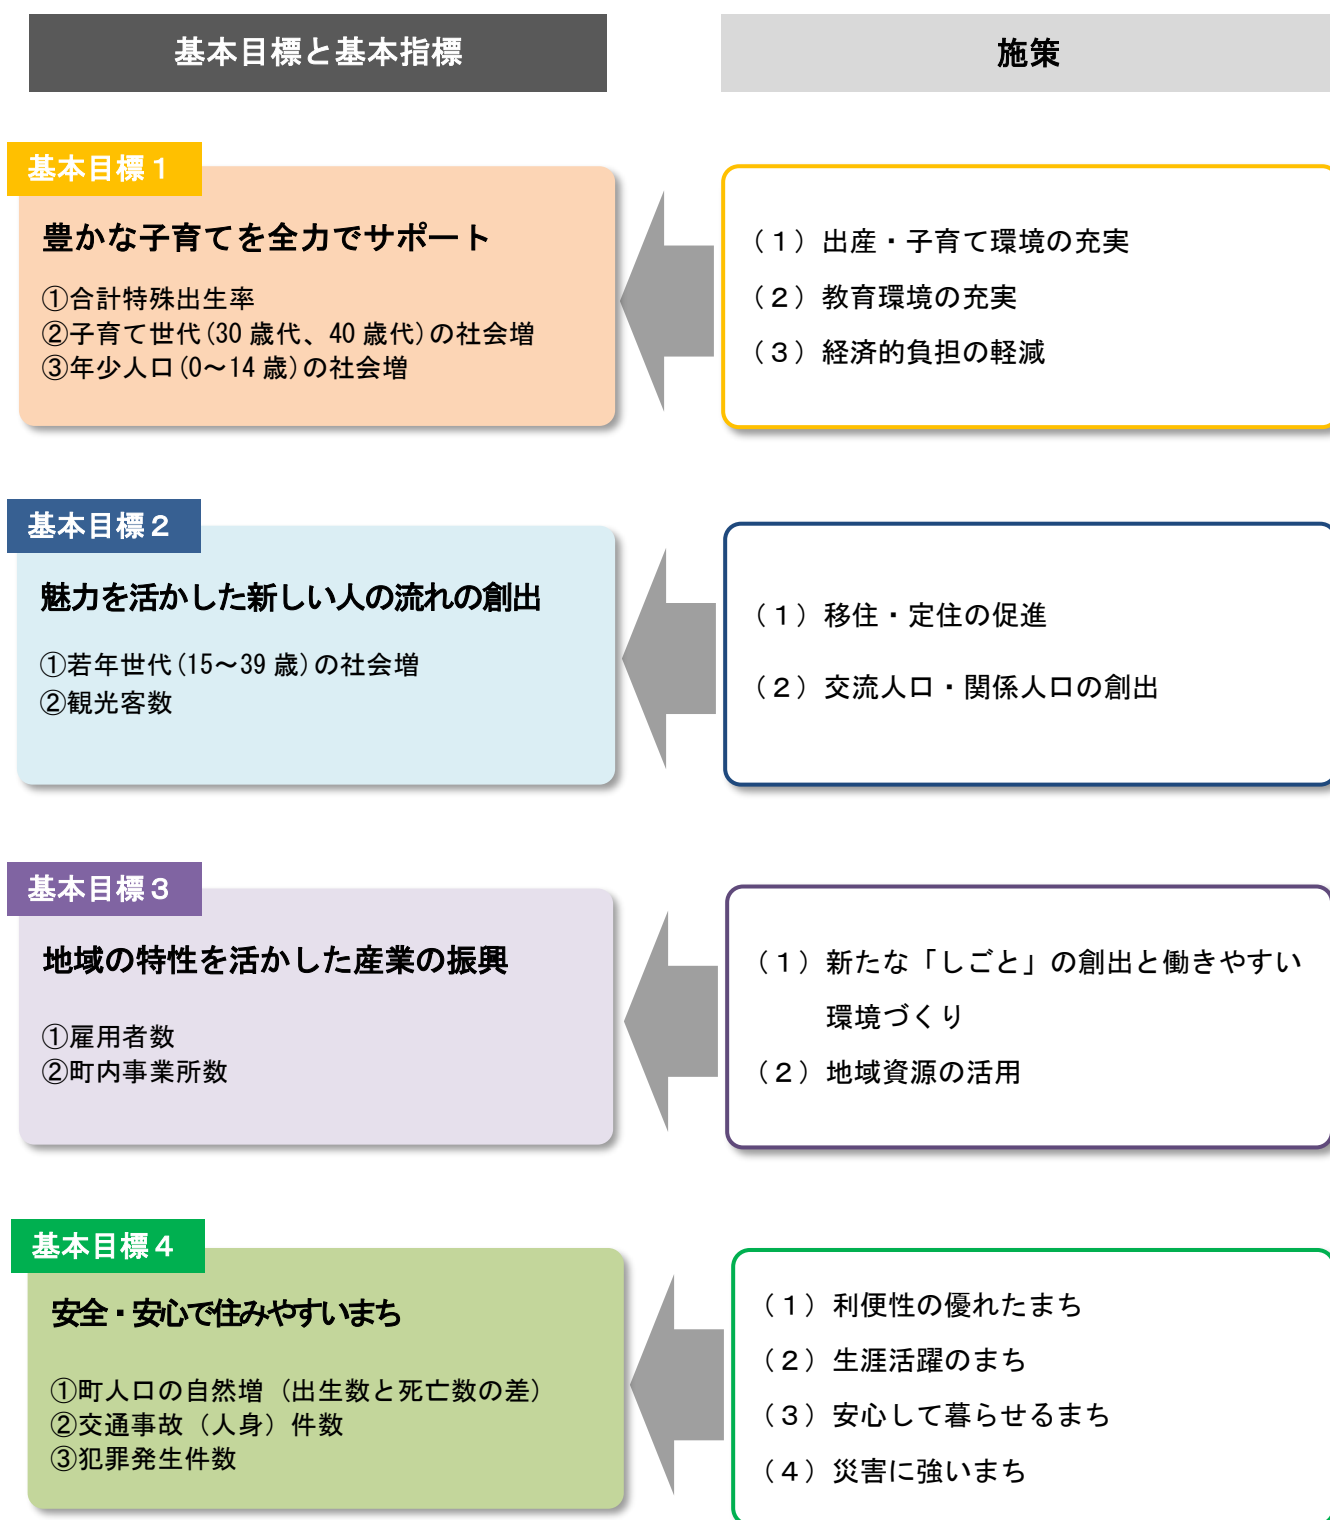 基本目標と基本指標
施策
基本目標１
豊かな子育てを全力でサポート
①合計特殊出生率
②子育て世代(30 歳代、40 歳代)の社会増
③年少人口(0～14 歳)の社会増
（１）出産・子育て環境の充実
（２）教育環境の充実
（３）経済的負担の軽減
基本目標２
魅力を活かした新しい人の流れの創出
①若年世代(15～39 歳)の社会増
②観光客数
（１）移住・定住の促進
（２）交流人口・関係人口の創出
基本目標３
地域の特性を活かした産業の振興
①雇用者数
②町内事業所数
（１）新たな「しごと」の創出と働きやすい
環境づくり
（２）地域資源の活用
基本目標４
安全・安心で住みやすいまち
①町人口の自然増（出生数と死亡数の差）
②交通事故（人身）件数
③犯罪発生件数
（１）利便性の優れたまち
（２）生涯活躍のまち
（３）安心して暮らせるまち
（４）災害に強いまち